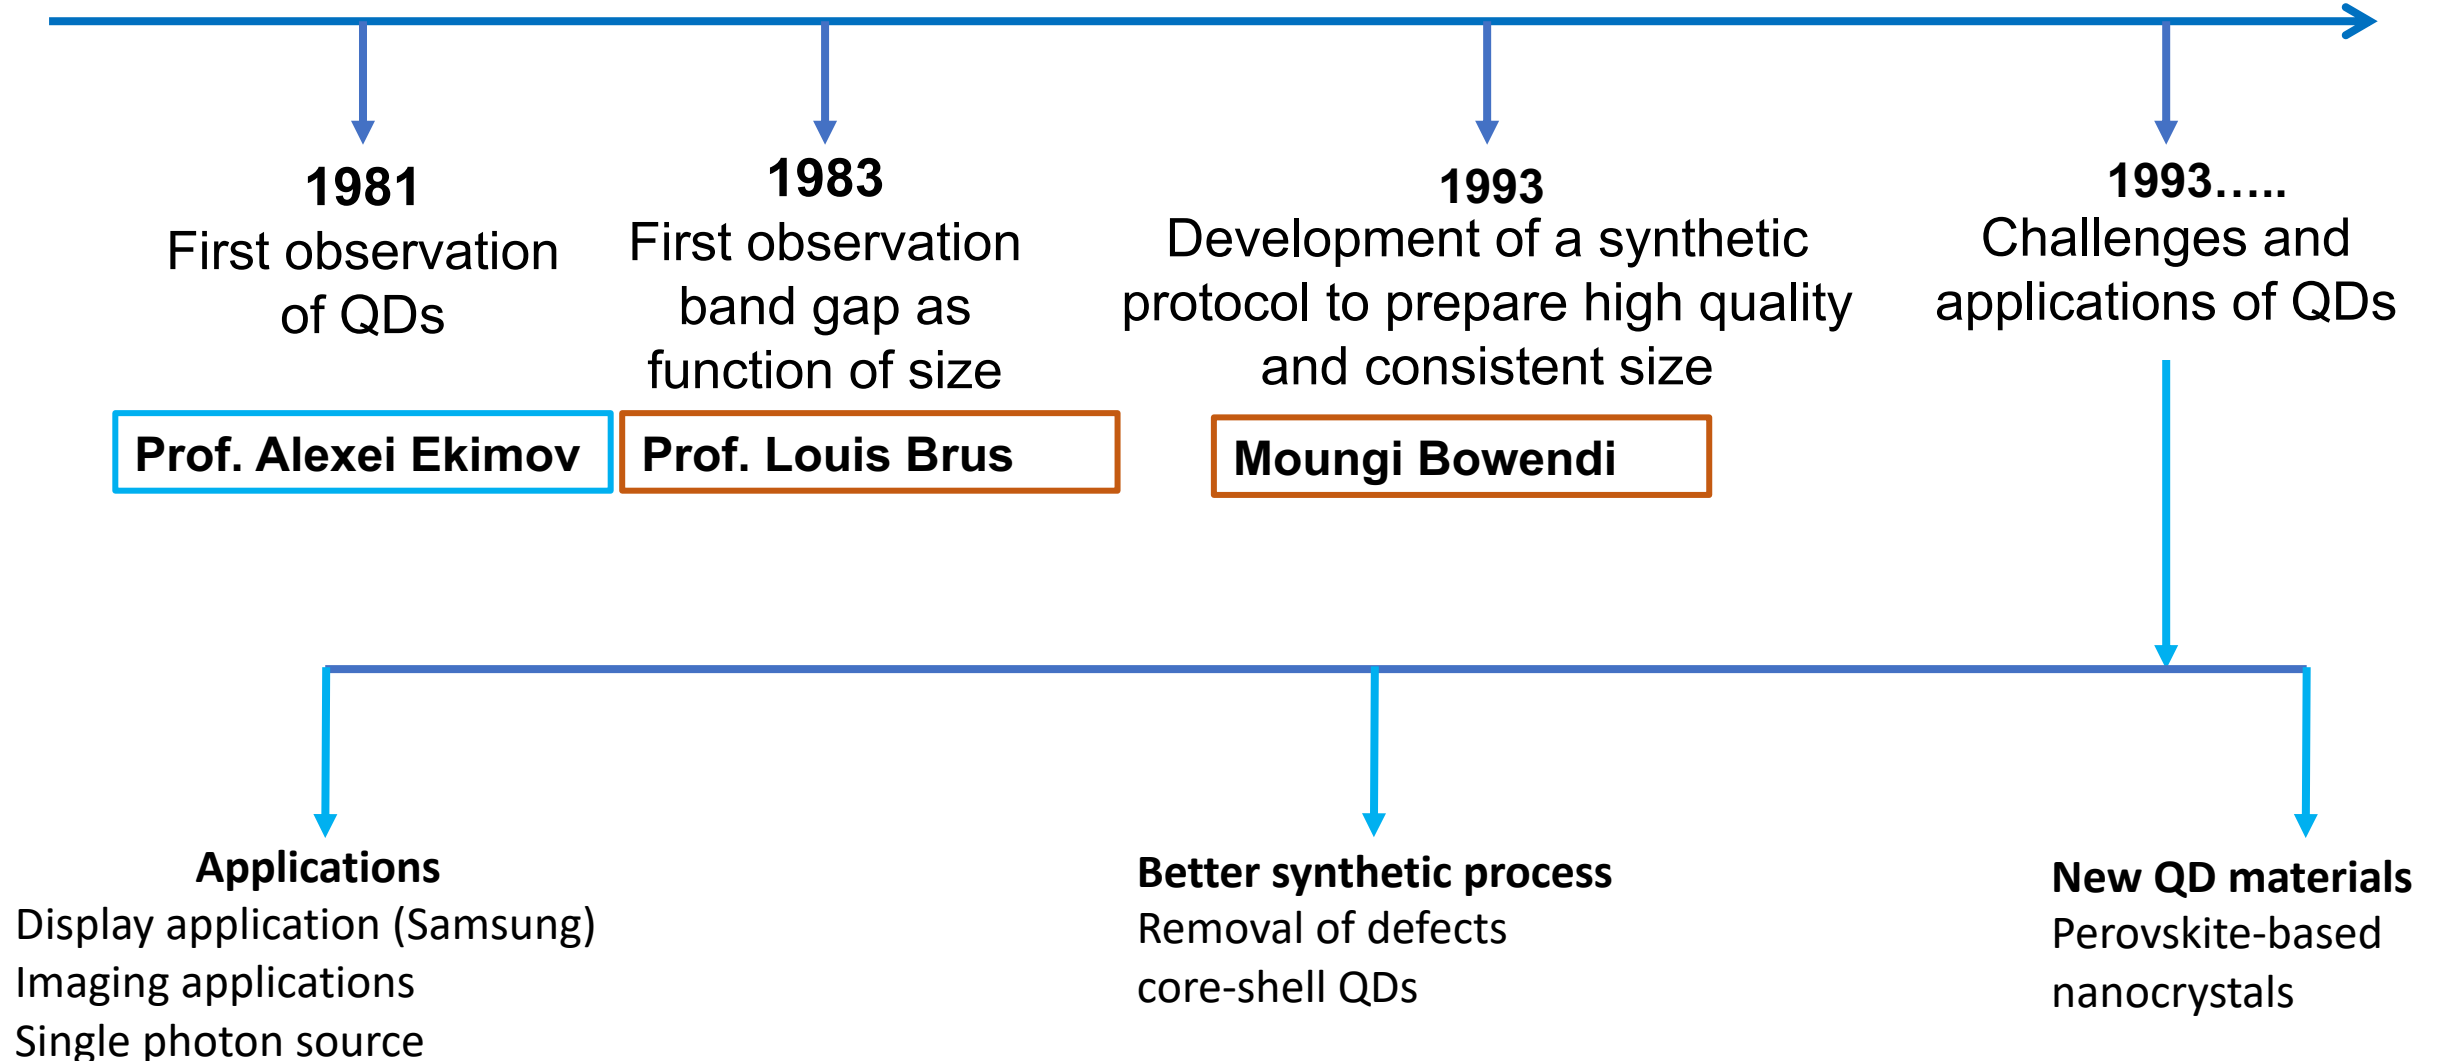 1981
First observation
of QDs
Prof. Alexei Ekimov
1983
First observation
band gap as
function of size
Prof. Louis Brus
1993
Development of a synthetic
protocol to prepare high quality
and consistent size
Moungi Bowendi
1993…..
Challenges and
applications of QDs
Applications
Display application (Samsung)
Imaging applications
Single photon source
Better synthetic process
Removal of defects
core-shell QDs
New QD materials
Perovskite-based
nanocrystals